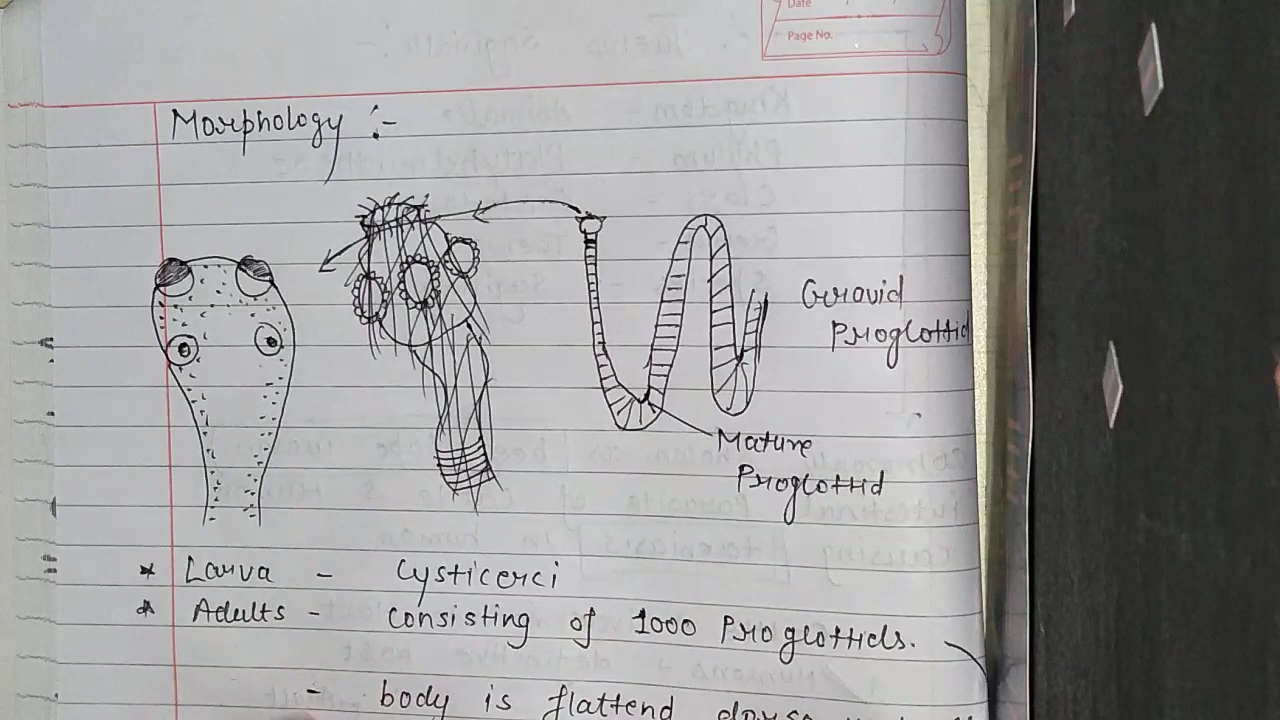 Date
Page No.
Morphology :-
Gravid
Proglottid
Mature
Proglottid
* Larva - Cysticerci
* Adults - consisting of 1000 Proglottids.
- body is flattend